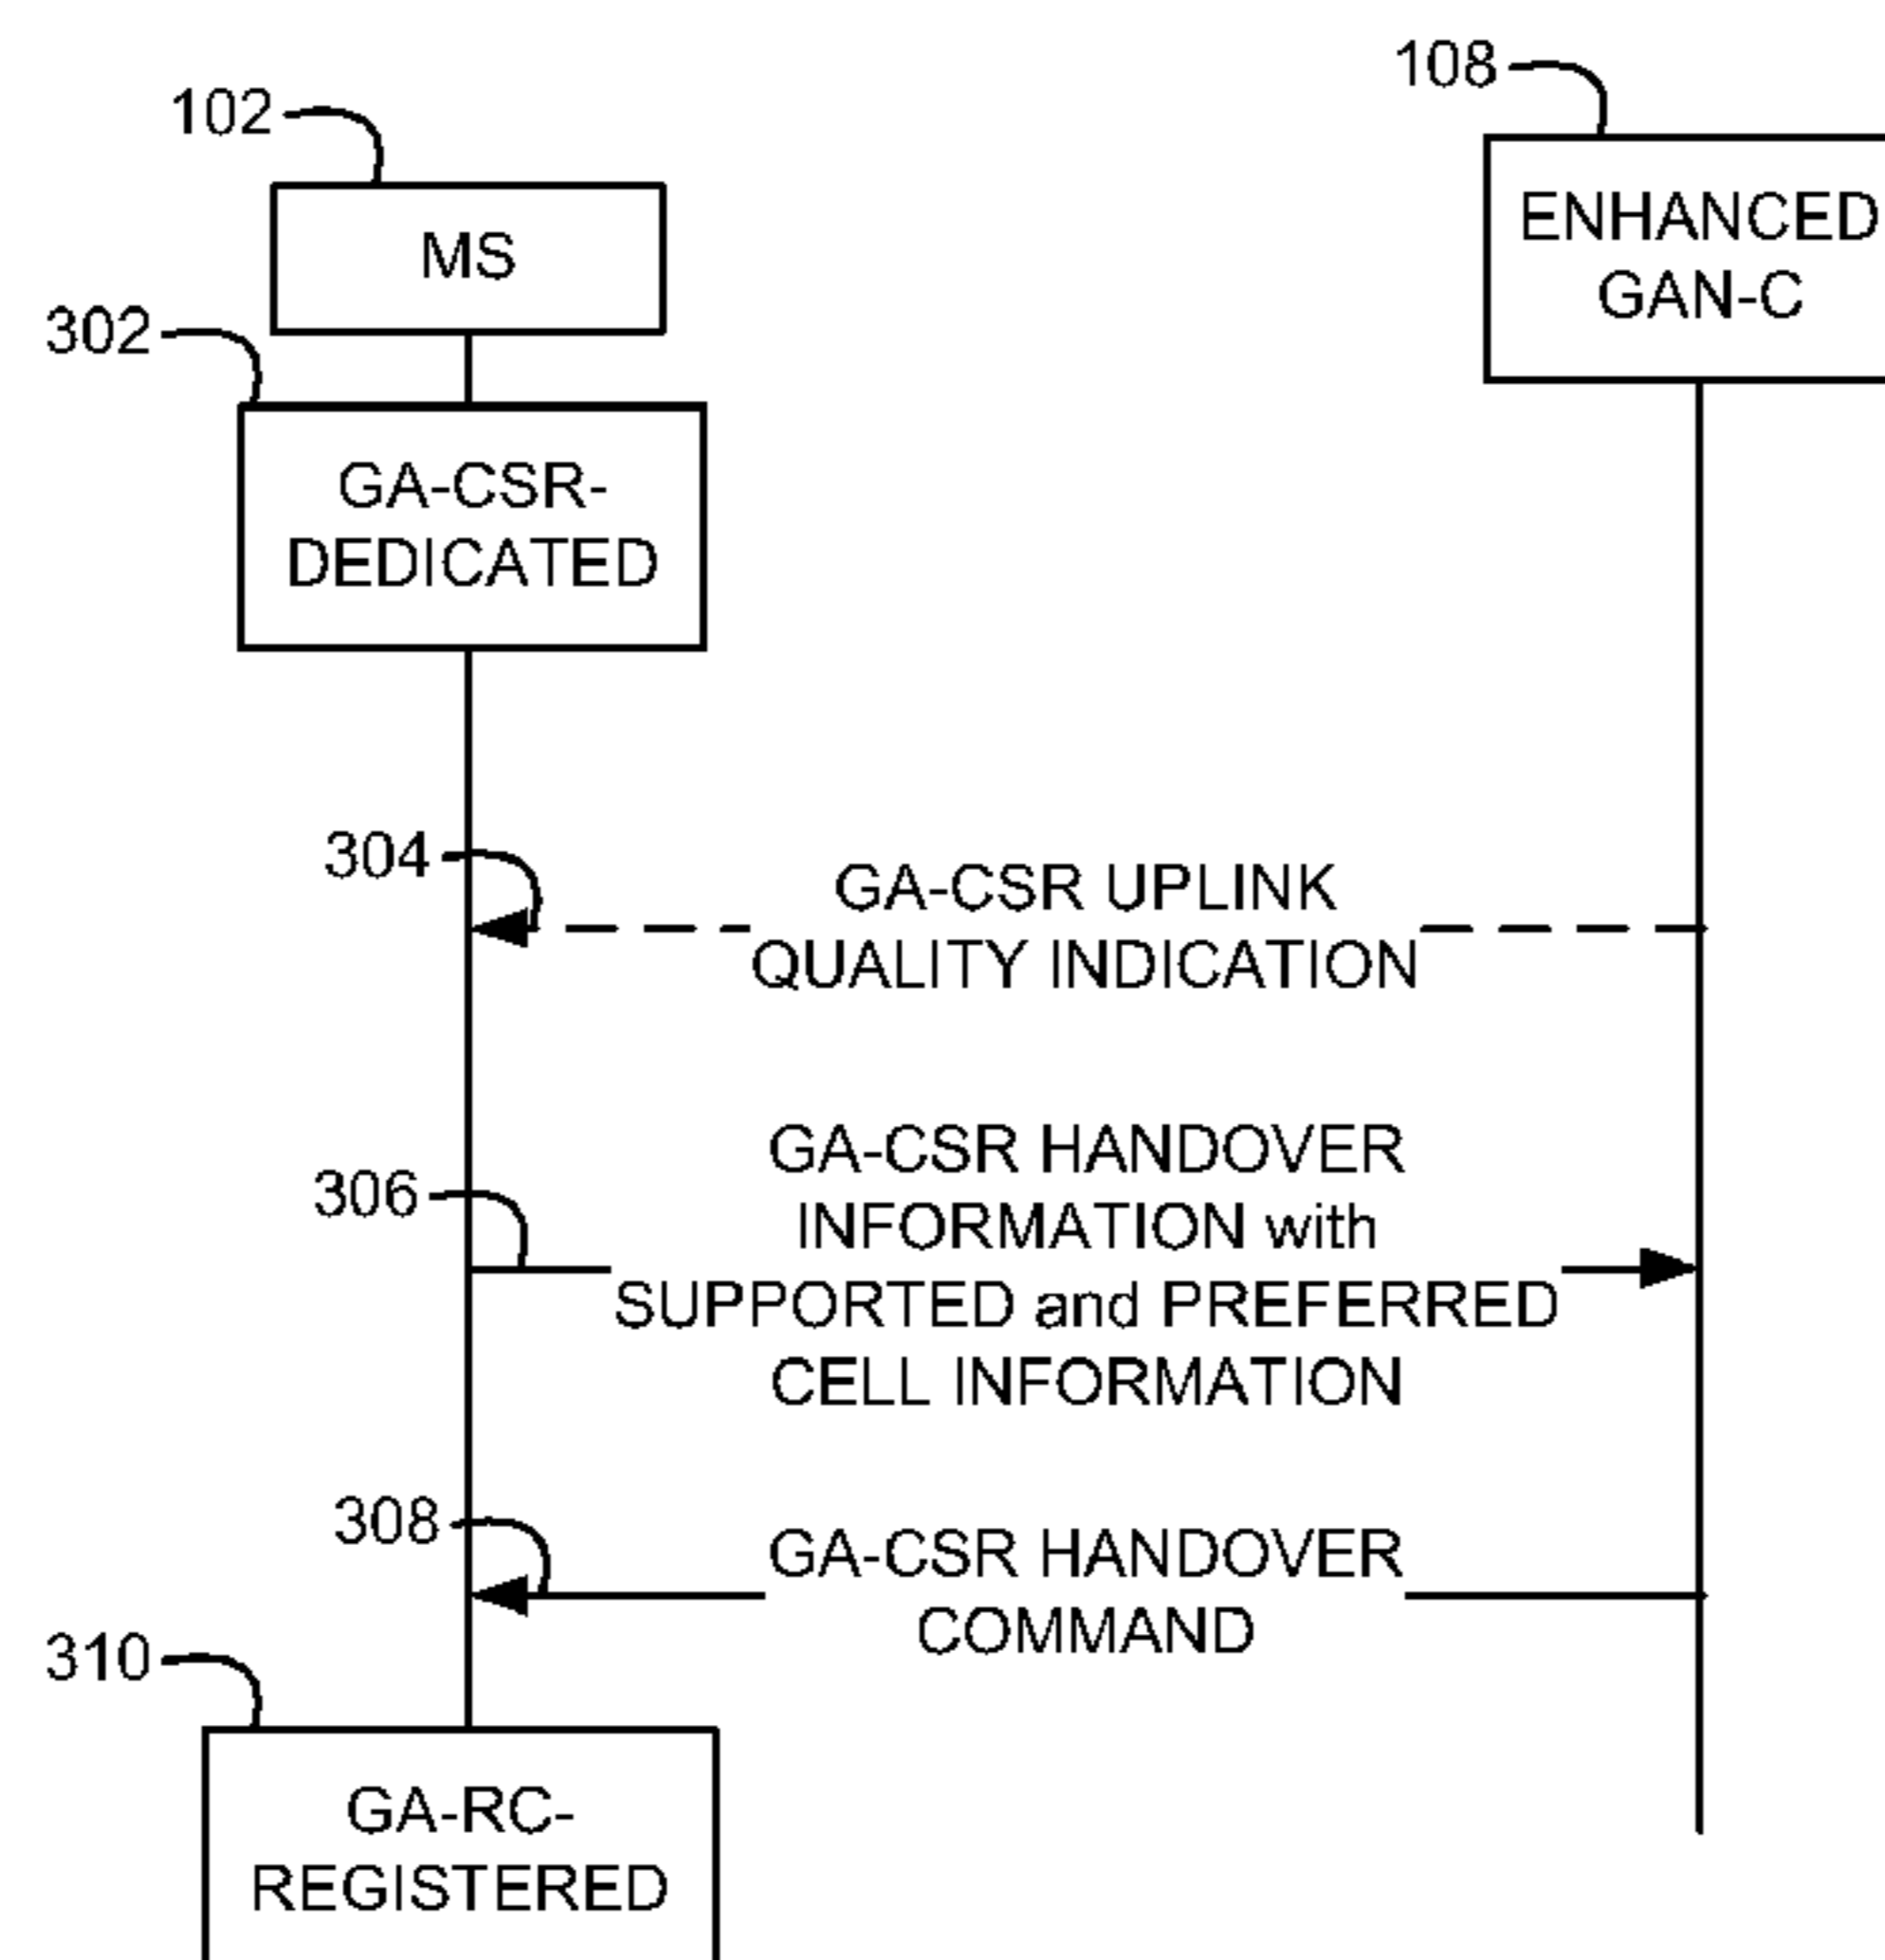 108
102
ENHANCED
GAN-C
MS
302
GA-CSR-
DEDICATED
304
GA-CSR UPLINK
QUALITY INDICATION
GA-CSR HANDOVER
306
INFORMATION with
SUPPORTED and PREFERRED
CELL INFORMATION
308
GA-CSR HANDOVER
COMMAND
310
GA-RC-
REGISTERED